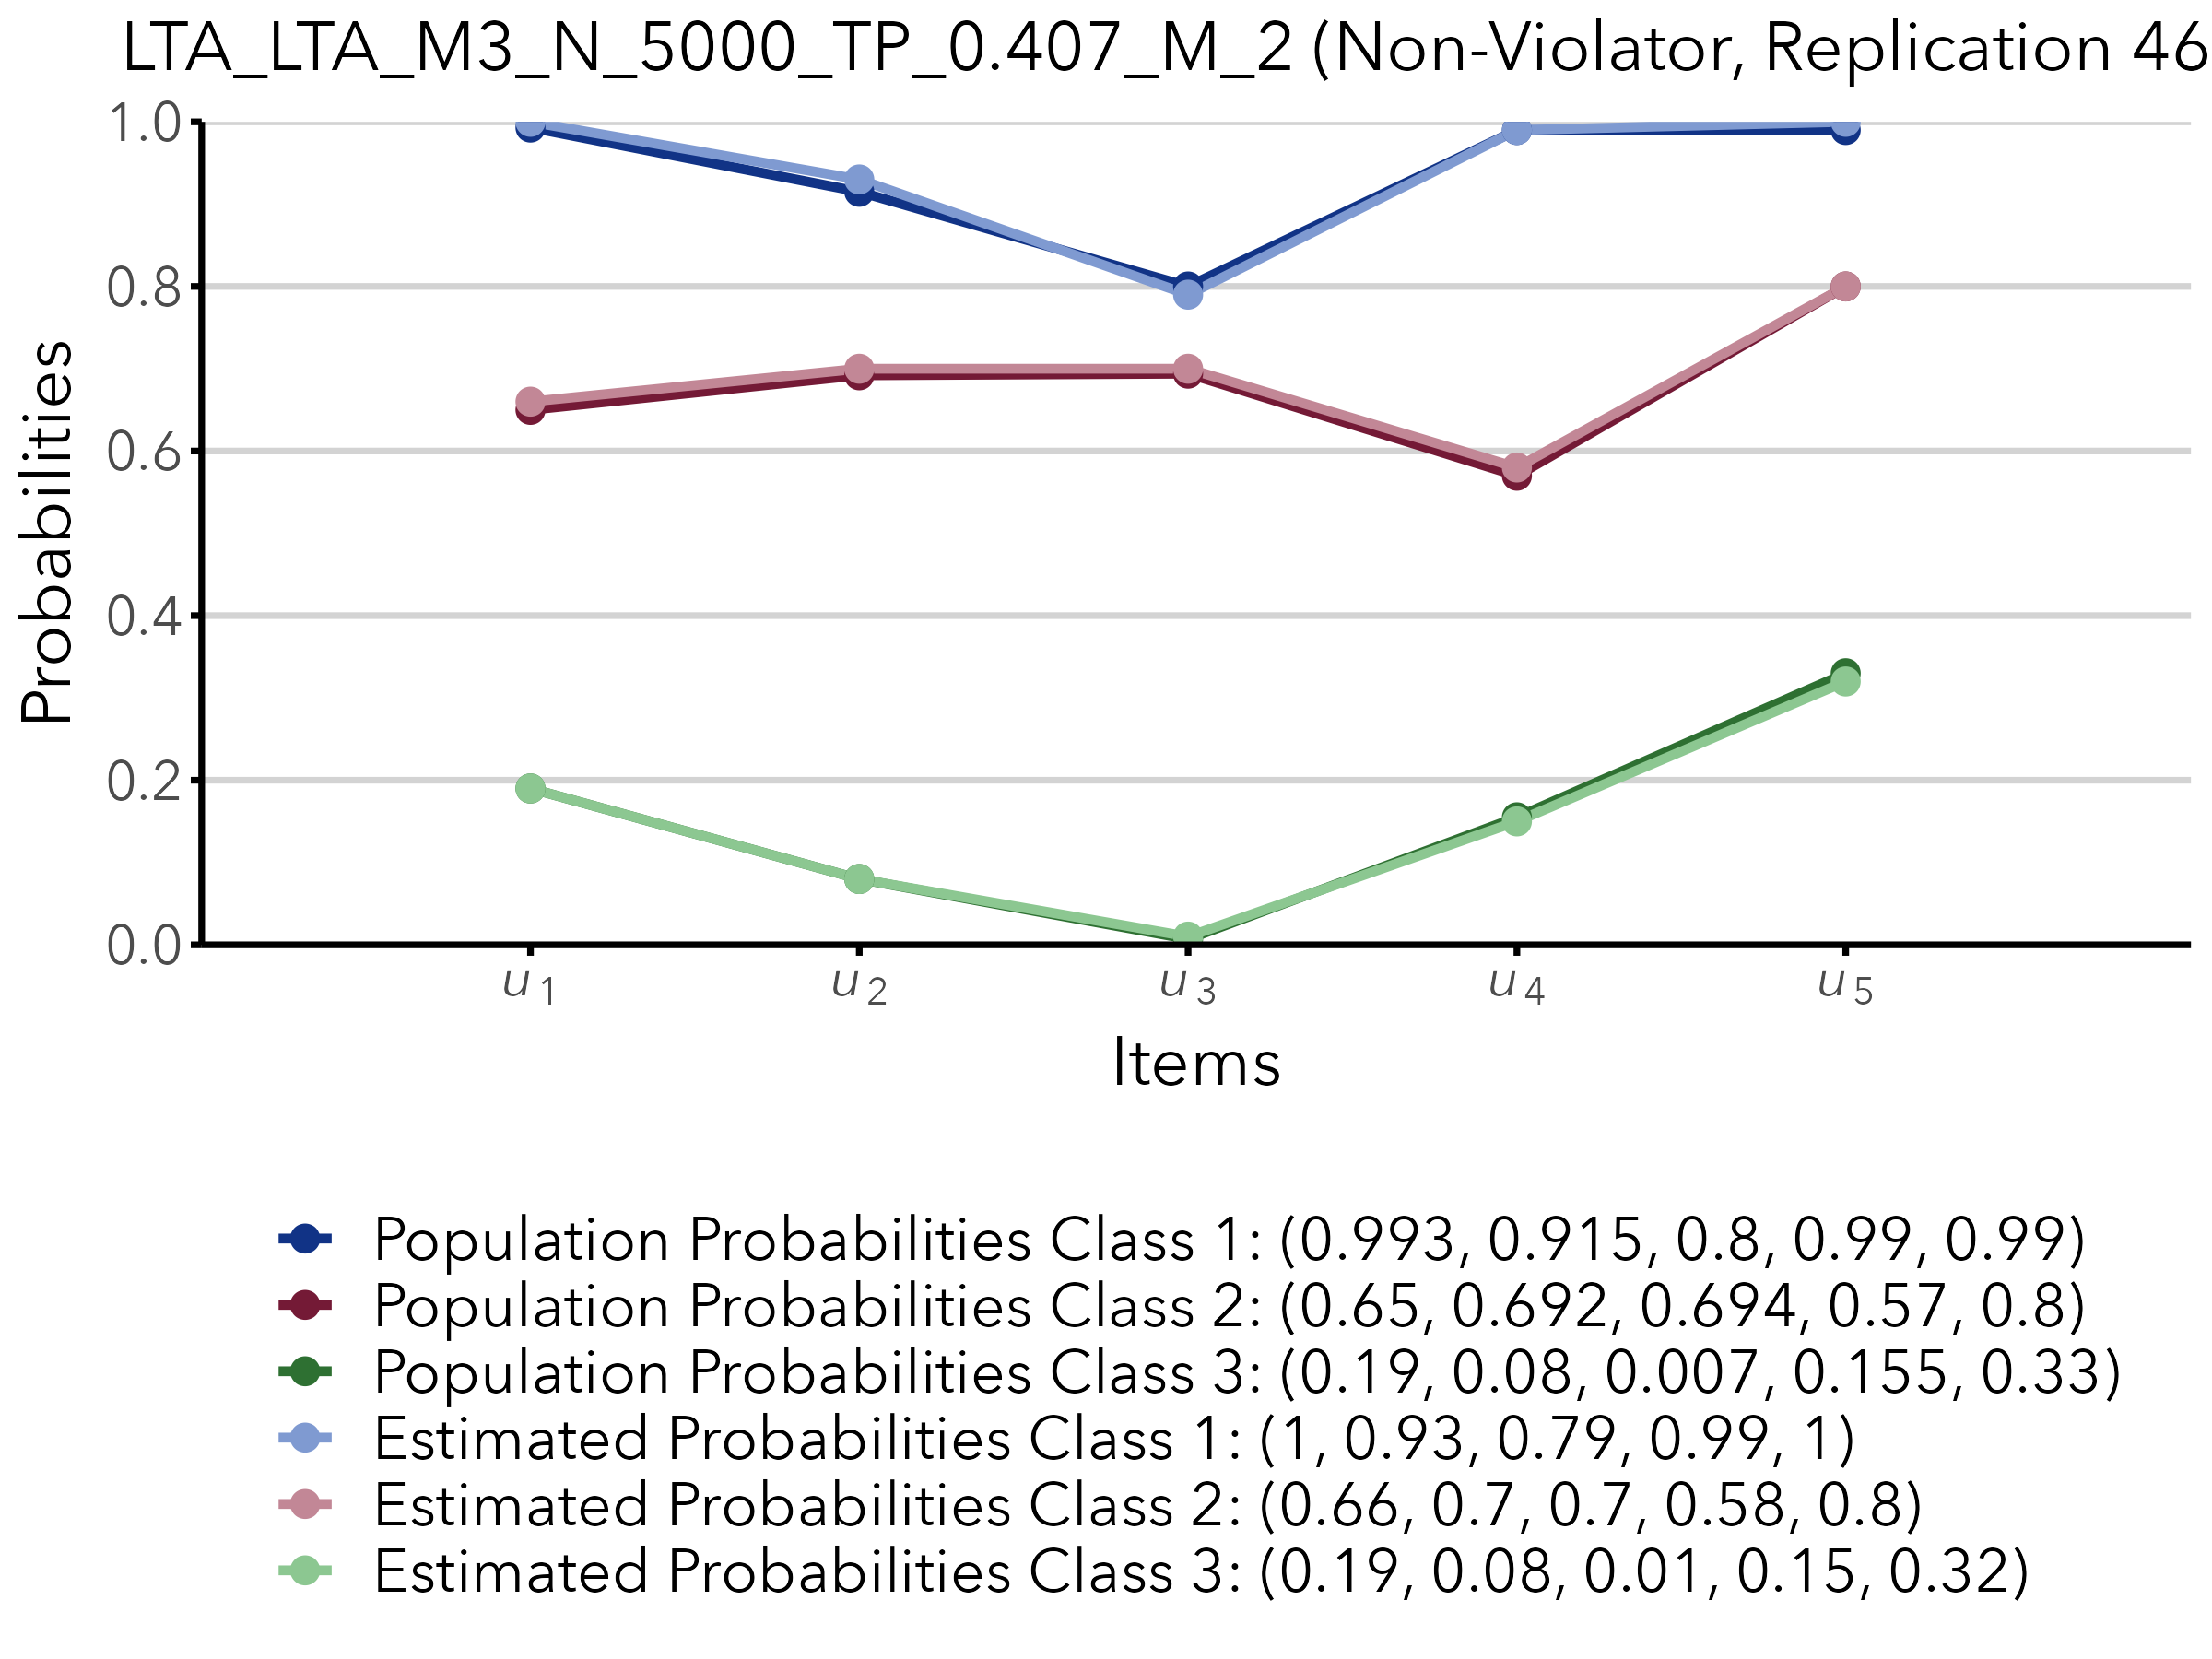 LTA_LTA_M3_N_5000_TP_0.407_M_2 (Non-Violator, Replication 46
1.0
0.8
0.6
0.4
0.2
0.0
Probabilities
u1
u2
u3
u4
u5
Items
Population Probabilities Class 1: (0.993, 0.915, 0.8, 0.99, 0.99)
Population Probabilities Class 2: (0.65, 0.692, 0.694, 0.57, 0.8)
Population Probabilities Class 3: (0.19, 0.08, 0.007, 0.155, 0.33)
Estimated Probabilities Class 1: (1, 0.93, 0.79, 0.99, 1)
Estimated Probabilities Class 2: (0.66, 0.7, 0.7, 0.58, 0.8)
Estimated Probabilities Class 3: (0.19, 0.08, 0.01, 0.15, 0.32)